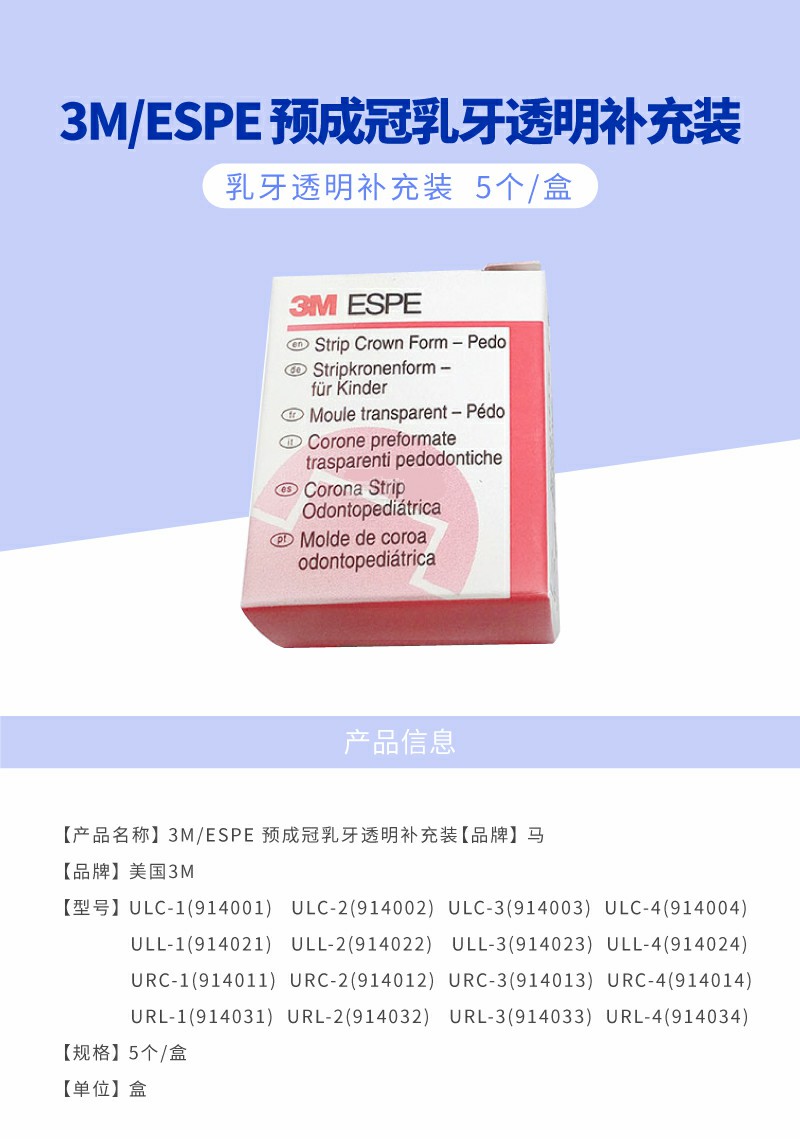 3M/ESPE 预成冠乳牙透明补充装
乳牙透明补充装 5个/盒
3M ESPE
en Strip Crown Form – Pedo
de Stripkronenform –
für Kinder
fr Moule transparent – Pédo
it Corone preformate
trasparenti pedodontiche
es Corona Strip
Odontopediátrica
pt Molde de coroa
odontopediátrica
产品信息
【产品名称】3M/ESPE 预成冠乳牙透明补充装【品牌】马
【品牌】美国3M
【型号】ULC-1(914001) ULC-2(914002) ULC-3(914003) ULC-4(914004)
ULL-1(914021) ULL-2(914022) ULL-3(914023) ULL-4(914024)
URC-1(914011) URC-2(914012) URC-3(914013) URC-4(914014)
URL-1(914031) URL-2(914032) URL-3(914033) URL-4(914034)
【规格】5个/盒
【单位】盒